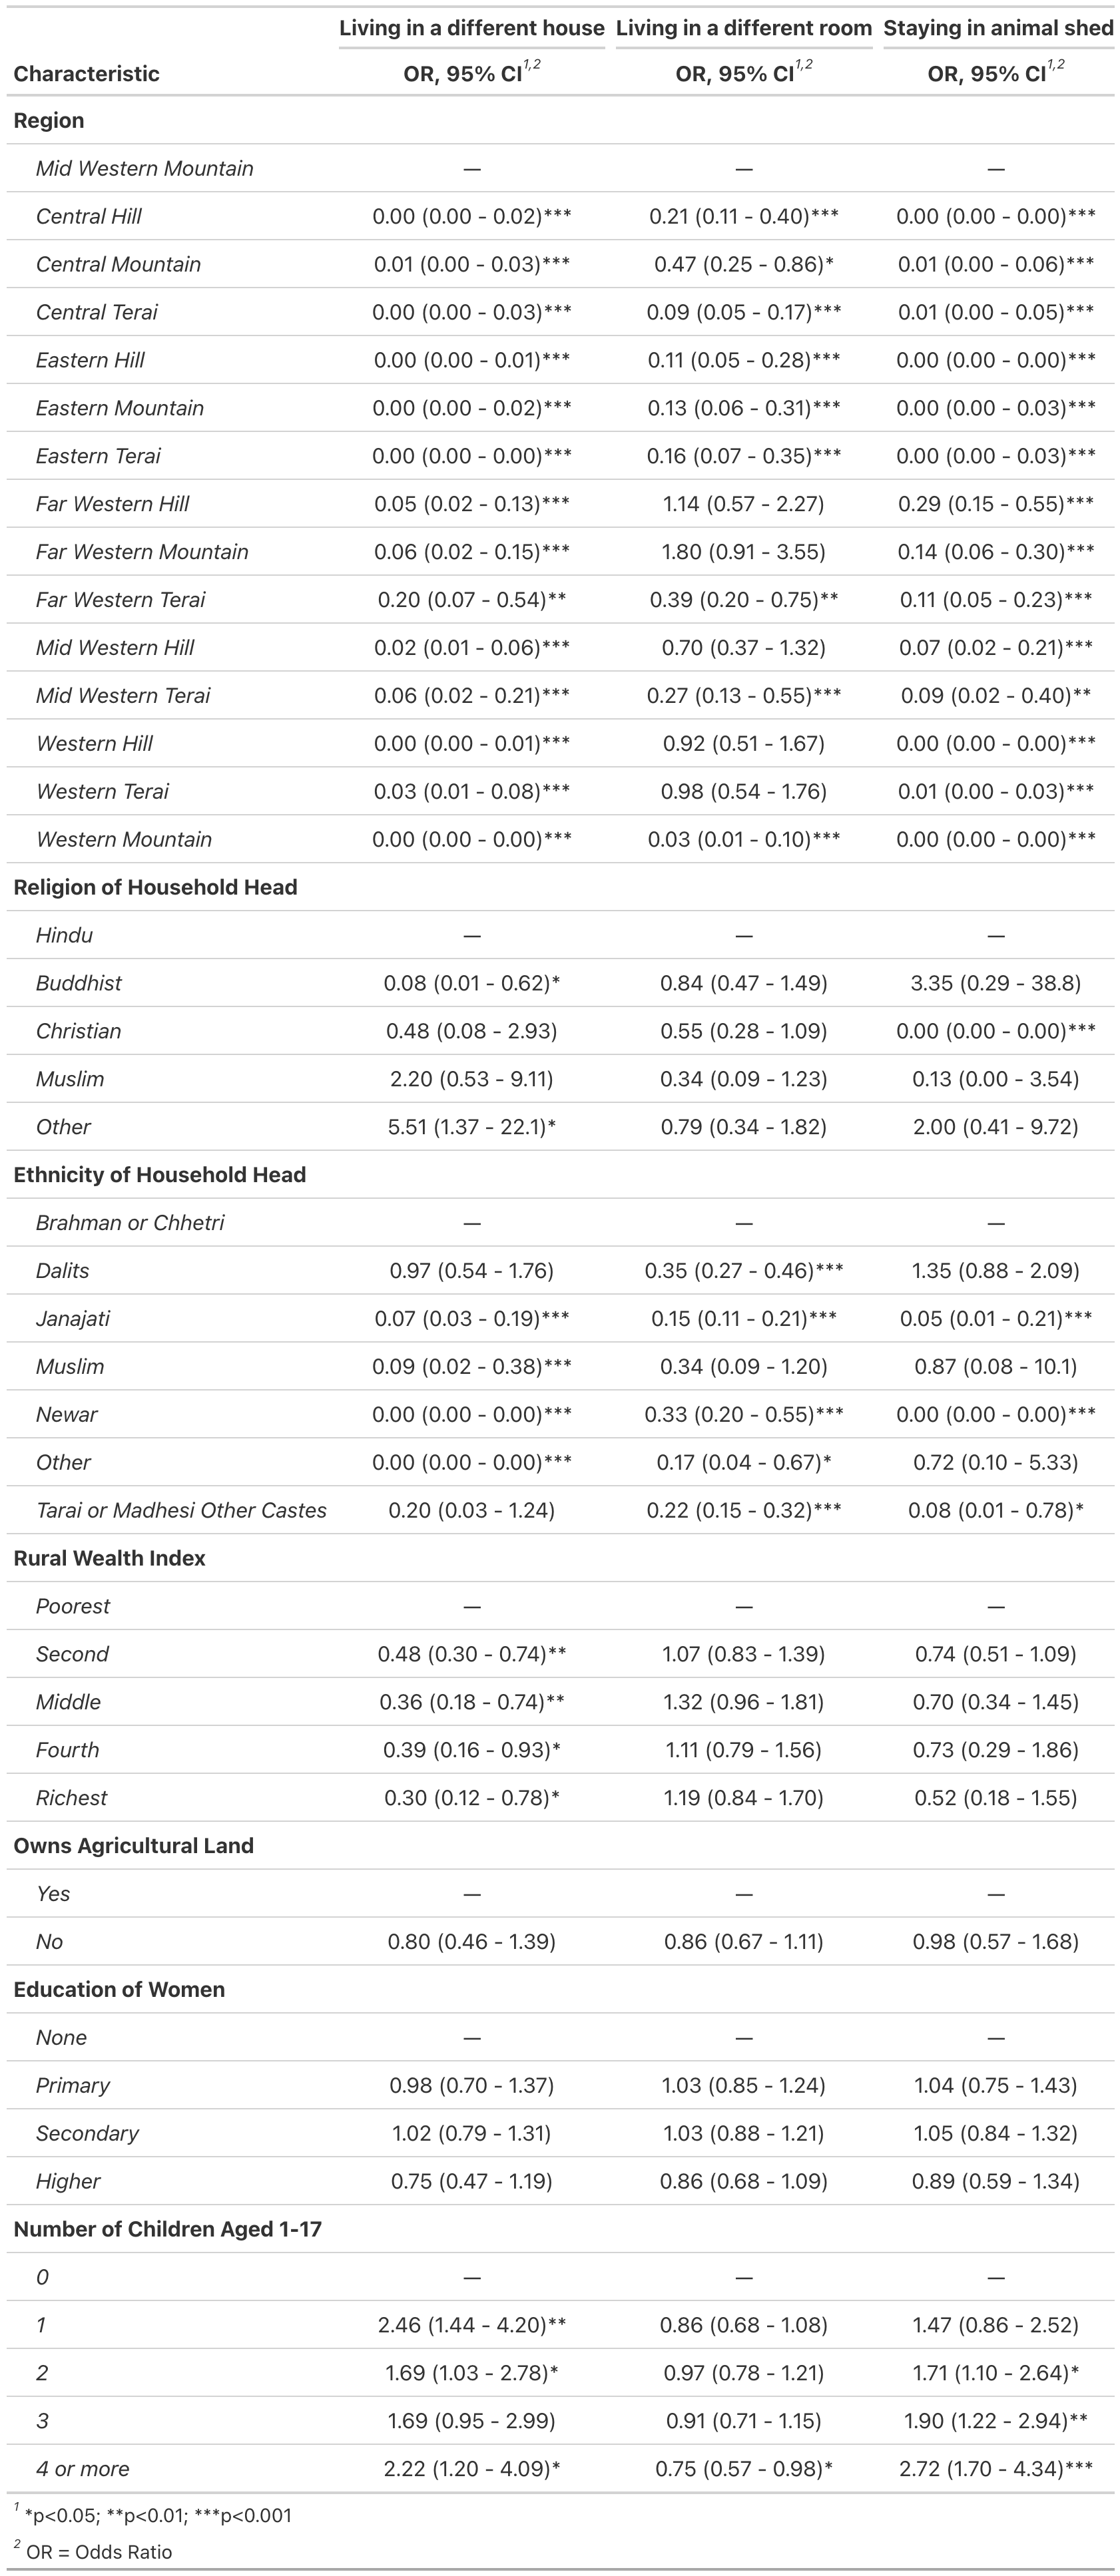 Living in a different house Living in a different room Staying in animal shed
Characteristic OR, 95% CI1,2 OR, 95% CI1,2 OR, 95% CI1,2
Region
Mid Western Mountain — — —
Central Hill 0.00 (0.00 - 0.02)*** 0.21 (0.11 - 0.40)*** 0.00 (0.00 - 0.00)***
Central Mountain 0.01 (0.00 - 0.03)*** 0.47 (0.25 - 0.86)* 0.01 (0.00 - 0.06)***
Central Terai 0.00 (0.00 - 0.03)*** 0.09 (0.05 - 0.17)*** 0.01 (0.00 - 0.05)***
Eastern Hill 0.00 (0.00 - 0.01)*** 0.11 (0.05 - 0.28)*** 0.00 (0.00 - 0.00)***
Eastern Mountain 0.00 (0.00 - 0.02)*** 0.13 (0.06 - 0.31)*** 0.00 (0.00 - 0.03)***
Eastern Terai 0.00 (0.00 - 0.00)*** 0.16 (0.07 - 0.35)*** 0.00 (0.00 - 0.03)***
Far Western Hill 0.05 (0.02 - 0.13)*** 1.14 (0.57 - 2.27) 0.29 (0.15 - 0.55)***
Far Western Mountain 0.06 (0.02 - 0.15)*** 1.80 (0.91 - 3.55) 0.14 (0.06 - 0.30)***
Far Western Terai 0.20 (0.07 - 0.54)** 0.39 (0.20 - 0.75)** 0.11 (0.05 - 0.23)***
Mid Western Hill 0.02 (0.01 - 0.06)*** 0.70 (0.37 - 1.32) 0.07 (0.02 - 0.21)***
Mid Western Terai 0.06 (0.02 - 0.21)*** 0.27 (0.13 - 0.55)*** 0.09 (0.02 - 0.40)**
Western Hill 0.00 (0.00 - 0.01)*** 0.92 (0.51 - 1.67) 0.00 (0.00 - 0.00)***
Western Terai 0.03 (0.01 - 0.08)*** 0.98 (0.54 - 1.76) 0.01 (0.00 - 0.03)***
Western Mountain 0.00 (0.00 - 0.00)*** 0.03 (0.01 - 0.10)*** 0.00 (0.00 - 0.00)***
Religion of Household Head
Hindu — — —
Buddhist 0.08 (0.01 - 0.62)* 0.84 (0.47 - 1.49) 3.35 (0.29 - 38.8)
Christian 0.48 (0.08 - 2.93) 0.55 (0.28 - 1.09) 0.00 (0.00 - 0.00)***
Muslim 2.20 (0.53 - 9.11) 0.34 (0.09 - 1.23) 0.13 (0.00 - 3.54)
Other 5.51 (1.37 - 22.1)* 0.79 (0.34 - 1.82) 2.00 (0.41 - 9.72)
Ethnicity of Household Head
Brahman or Chhetri — — —
Dalits 0.97 (0.54 - 1.76) 0.35 (0.27 - 0.46)*** 1.35 (0.88 - 2.09)
Janajati 0.07 (0.03 - 0.19)*** 0.15 (0.11 - 0.21)*** 0.05 (0.01 - 0.21)***
Muslim 0.09 (0.02 - 0.38)*** 0.34 (0.09 - 1.20) 0.87 (0.08 - 10.1)
Newar 0.00 (0.00 - 0.00)*** 0.33 (0.20 - 0.55)*** 0.00 (0.00 - 0.00)***
Other 0.00 (0.00 - 0.00)*** 0.17 (0.04 - 0.67)* 0.72 (0.10 - 5.33)
Tarai or Madhesi Other Castes 0.20 (0.03 - 1.24) 0.22 (0.15 - 0.32)*** 0.08 (0.01 - 0.78)*
Rural Wealth Index
Poorest — — —
Second 0.48 (0.30 - 0.74)** 1.07 (0.83 - 1.39) 0.74 (0.51 - 1.09)
Middle 0.36 (0.18 - 0.74)** 1.32 (0.96 - 1.81) 0.70 (0.34 - 1.45)
Fourth 0.39 (0.16 - 0.93)* 1.11 (0.79 - 1.56) 0.73 (0.29 - 1.86)
Richest 0.30 (0.12 - 0.78)* 1.19 (0.84 - 1.70) 0.52 (0.18 - 1.55)
Owns Agricultural Land
Yes — — —
No 0.80 (0.46 - 1.39) 0.86 (0.67 - 1.11) 0.98 (0.57 - 1.68)
Education of Women
None — — —
Primary 0.98 (0.70 - 1.37) 1.03 (0.85 - 1.24) 1.04 (0.75 - 1.43)
Secondary 1.02 (0.79 - 1.31) 1.03 (0.88 - 1.21) 1.05 (0.84 - 1.32)
Higher 0.75 (0.47 - 1.19) 0.86 (0.68 - 1.09) 0.89 (0.59 - 1.34)
Number of Children Aged 1-17
0 — — —
1 2.46 (1.44 - 4.20)** 0.86 (0.68 - 1.08) 1.47 (0.86 - 2.52)
2 1.69 (1.03 - 2.78)* 0.97 (0.78 - 1.21) 1.71 (1.10 - 2.64)*
3 1.69 (0.95 - 2.99) 0.91 (0.71 - 1.15) 1.90 (1.22 - 2.94)**
4 or more 2.22 (1.20 - 4.09)* 0.75 (0.57 - 0.98)* 2.72 (1.70 - 4.34)***
1 *p<0.05; **p<0.01; ***p<0.001
2 OR = Odds Ratio